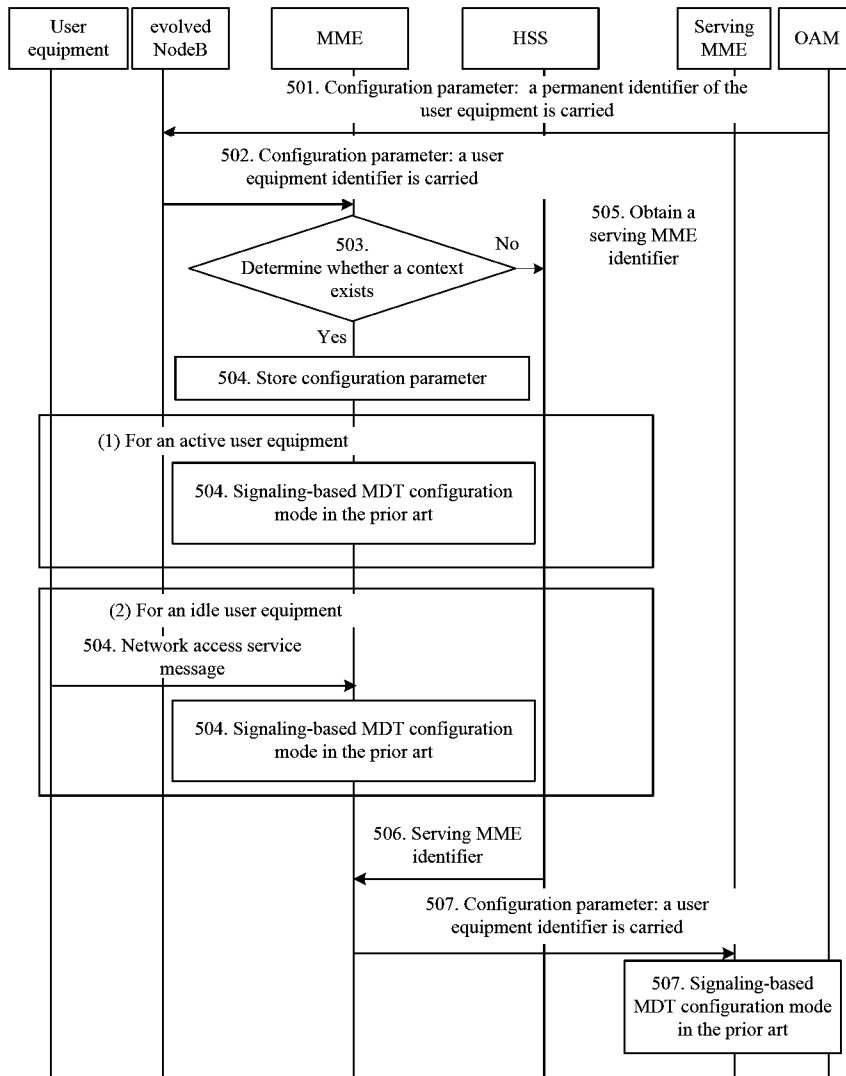 User
equipment
evolved
NodeB
MME
HSS
Serving
MME
OAM
501. Configuration parameter: a permanent identifier of the
user equipment is carried
502. Configuration parameter: a user
equipment identifier is carried
503.
Determine whether a context
exists
No
505. Obtain a
serving MME
identifier
Yes
504. Store configuration parameter
(1) For an active user equipment
504. Signaling-based MDT configuration
mode in the prior art
(2) For an idle user equipment
504. Network access service
message
504. Signaling-based MDT configuration
mode in the prior art
506. Serving MME
identifier
507. Configuration parameter: a user
equipment identifier is carried
507. Signaling-based
MDT configuration mode
in the prior art